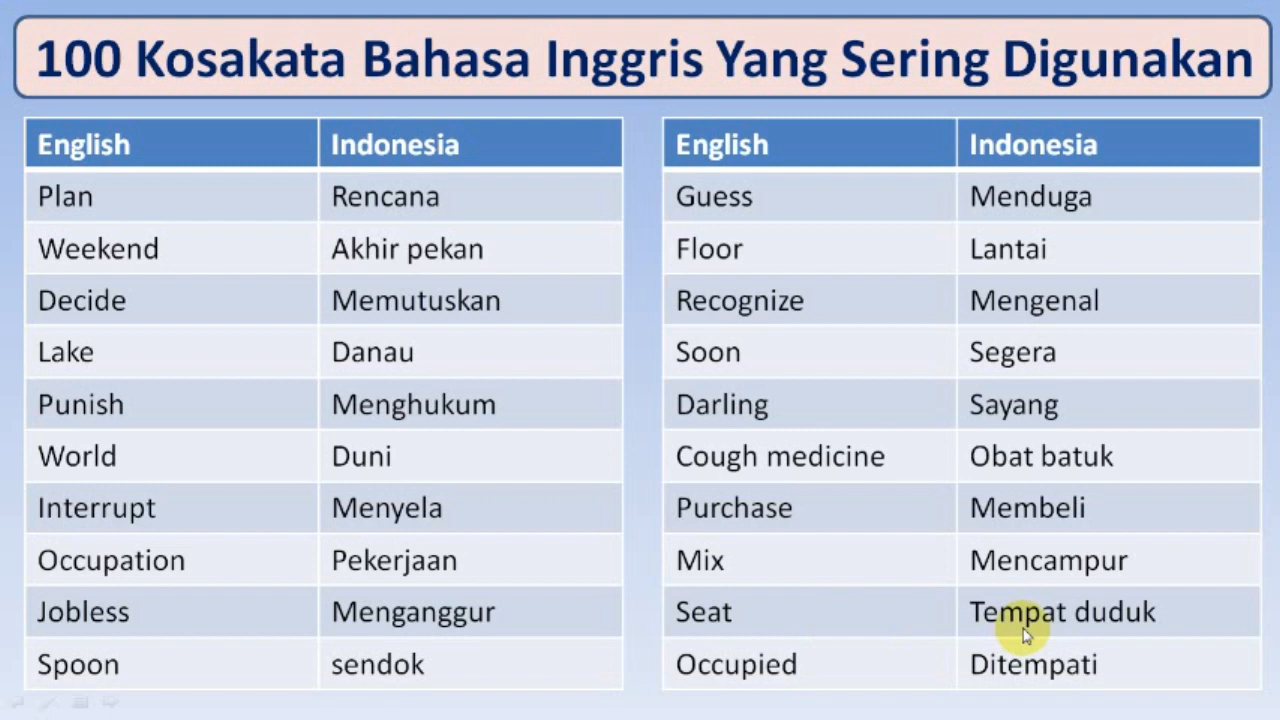 100 Kosakata Bahasa Inggris Yang Sering Digunakan
English Indonesia
Plan Rencana
Weekend Akhir pekan
Decide Memutuskan
Lake Danau
Punish Menghukum
World Duni
Interrupt Menyela
Occupation Pekerjaan
Jobless Menganggur
Spoon sendok
English Indonesia
Guess Menduga
Floor Lantai
Recognize Mengenal
Soon Segera
Darling Sayang
Cough medicine Obat batuk
Purchase Membeli
Mix Mencampur
Seat Tempat duduk
Occupied Ditempati